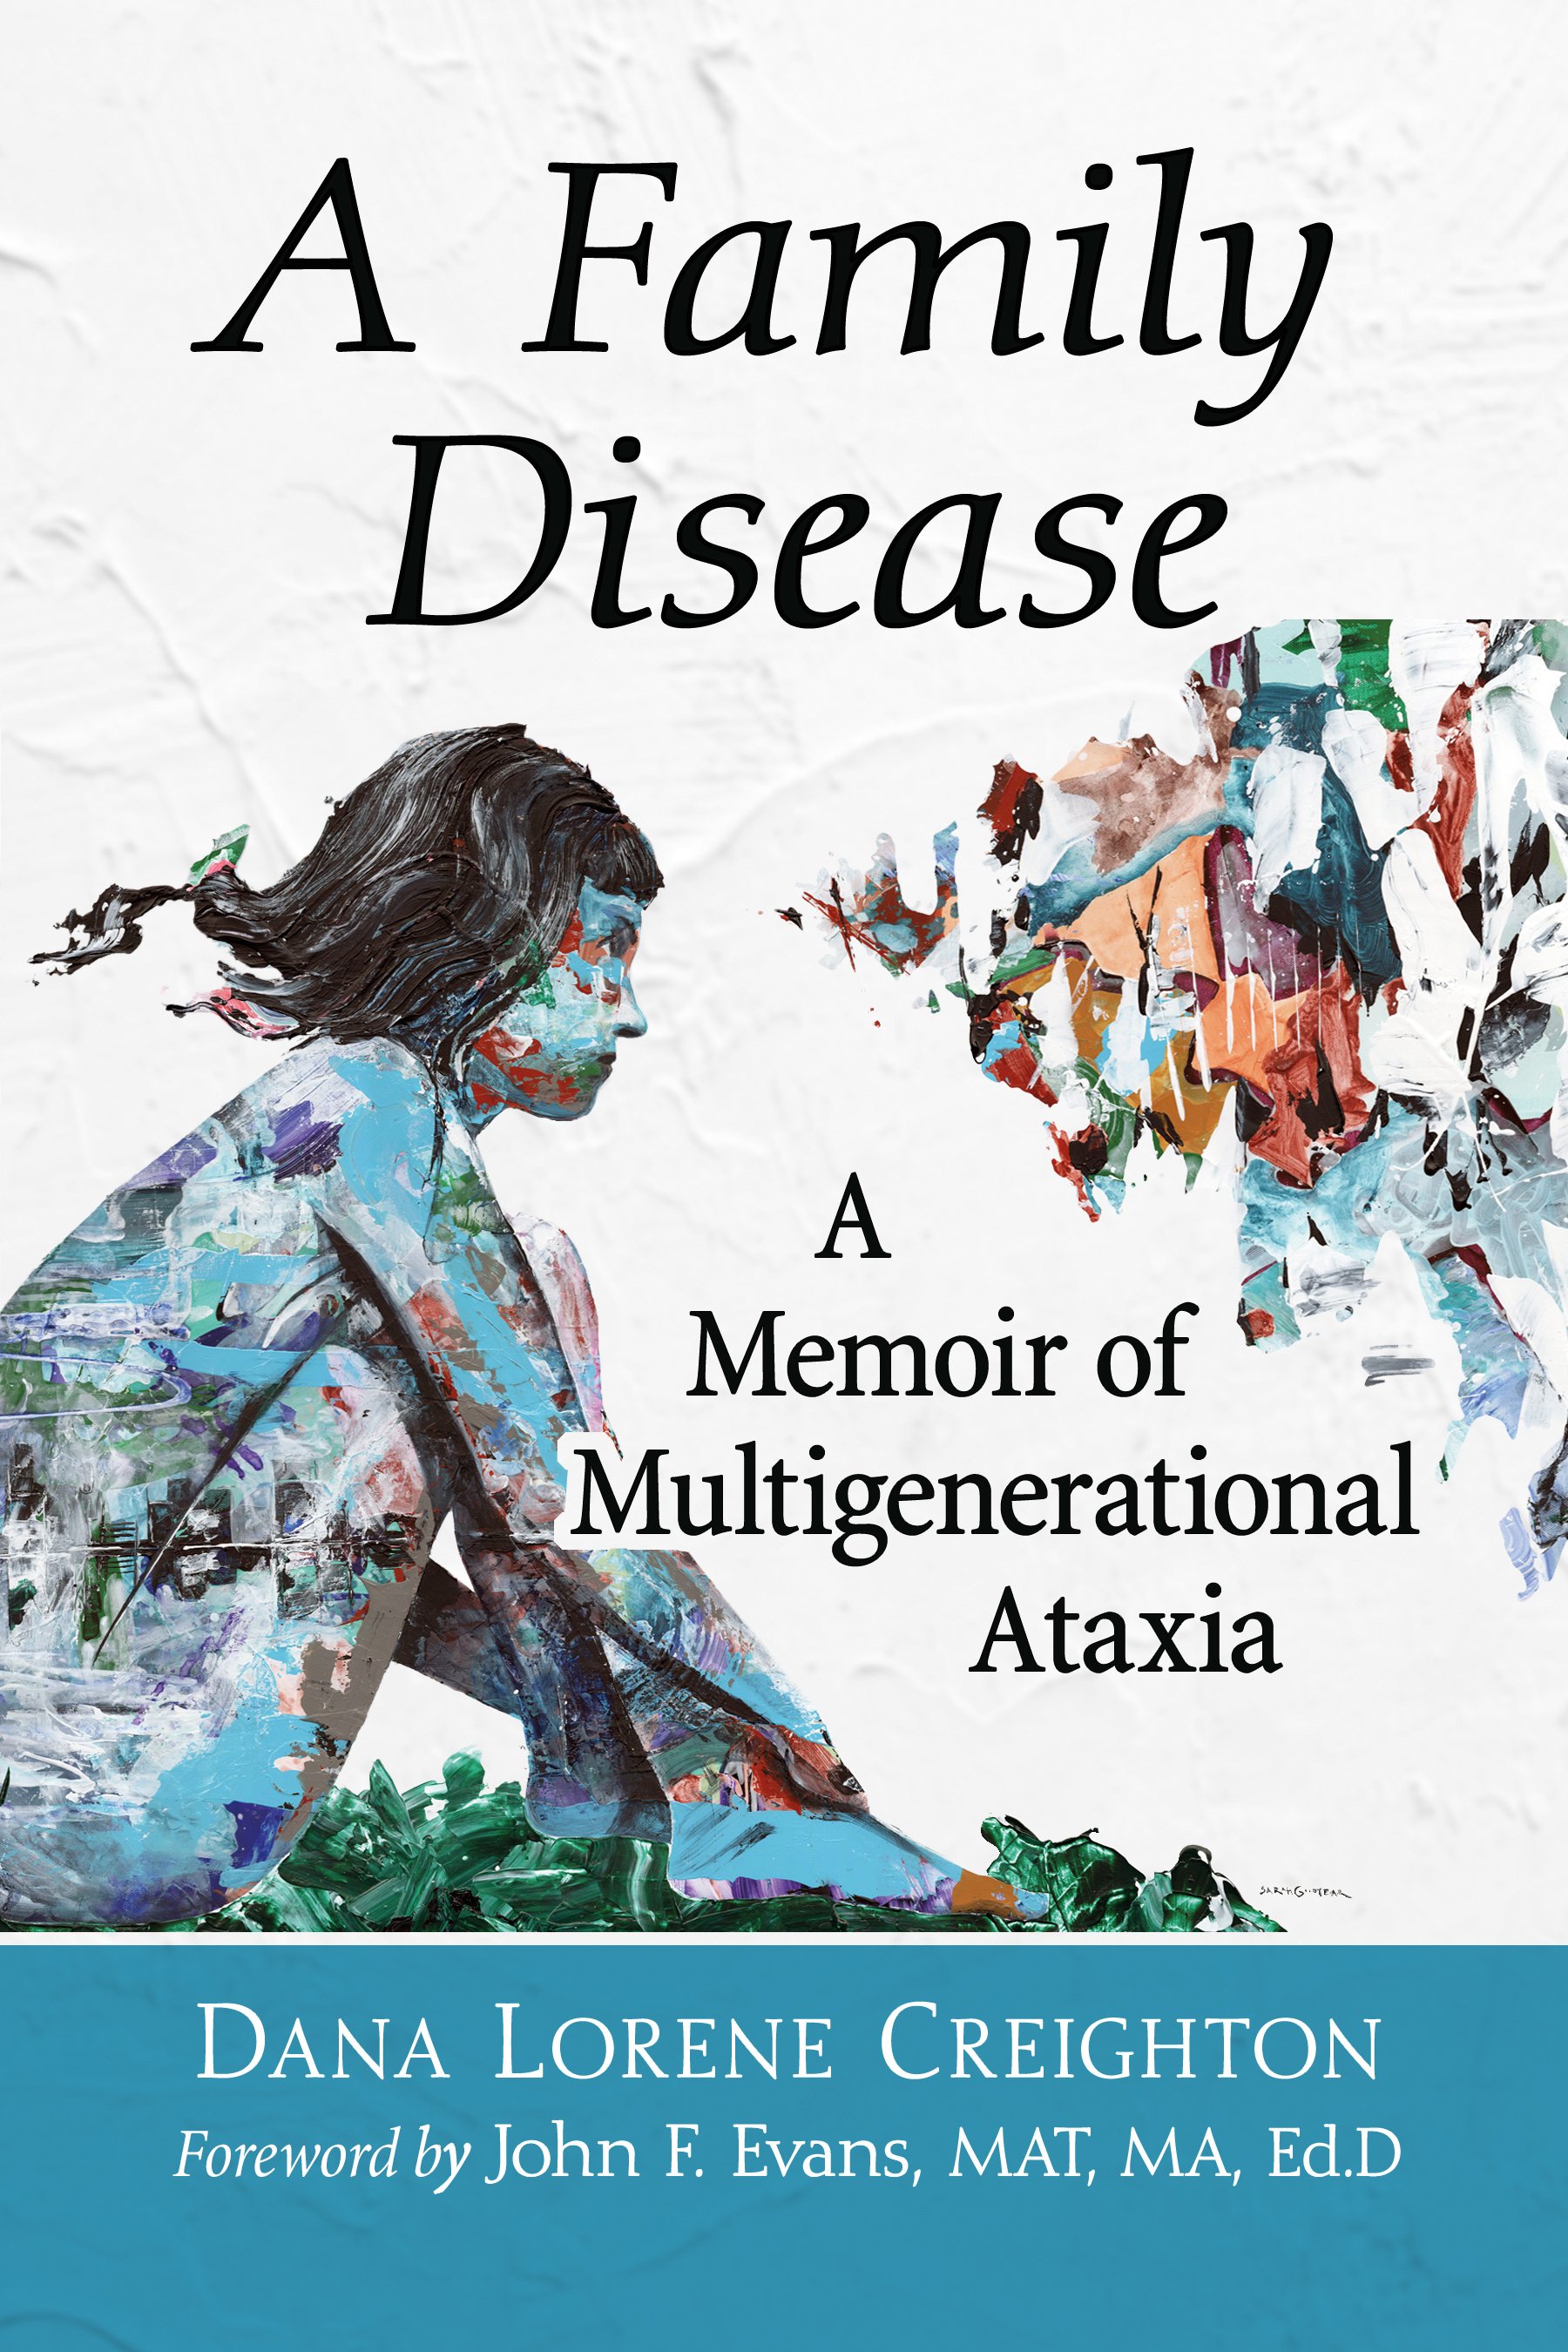 A Family
Disease
A
Memoir of
Multigenerational
Ataxia
SARAH GOODYEAR
DANA LORENE CREIGHTON
Foreword by John F. Evans, MAT, MA, Ed.D